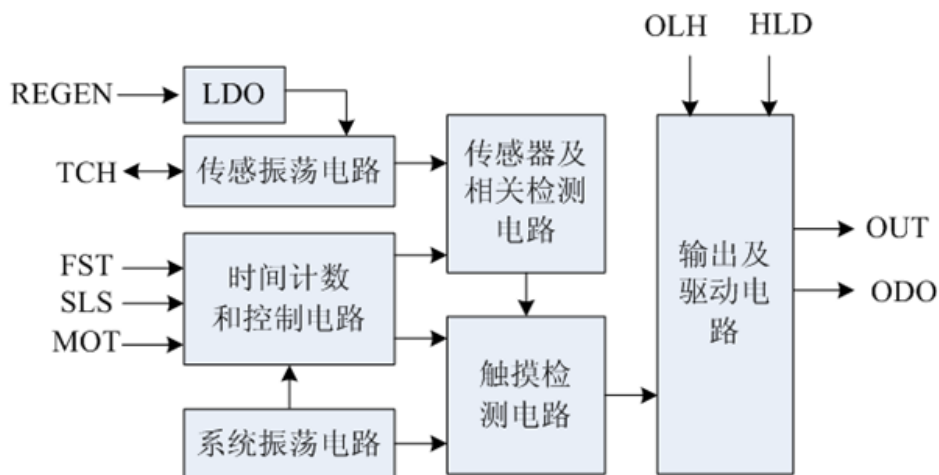 OLH
HLD
REGEN
LDO
TCH
传感振荡电路
传感器及
相关检测
电路
FST
SLS
MOT
时间计数
和控制电路
触摸检
测电路
系统振荡电路
输出及
驱动电
路
OUT
ODO